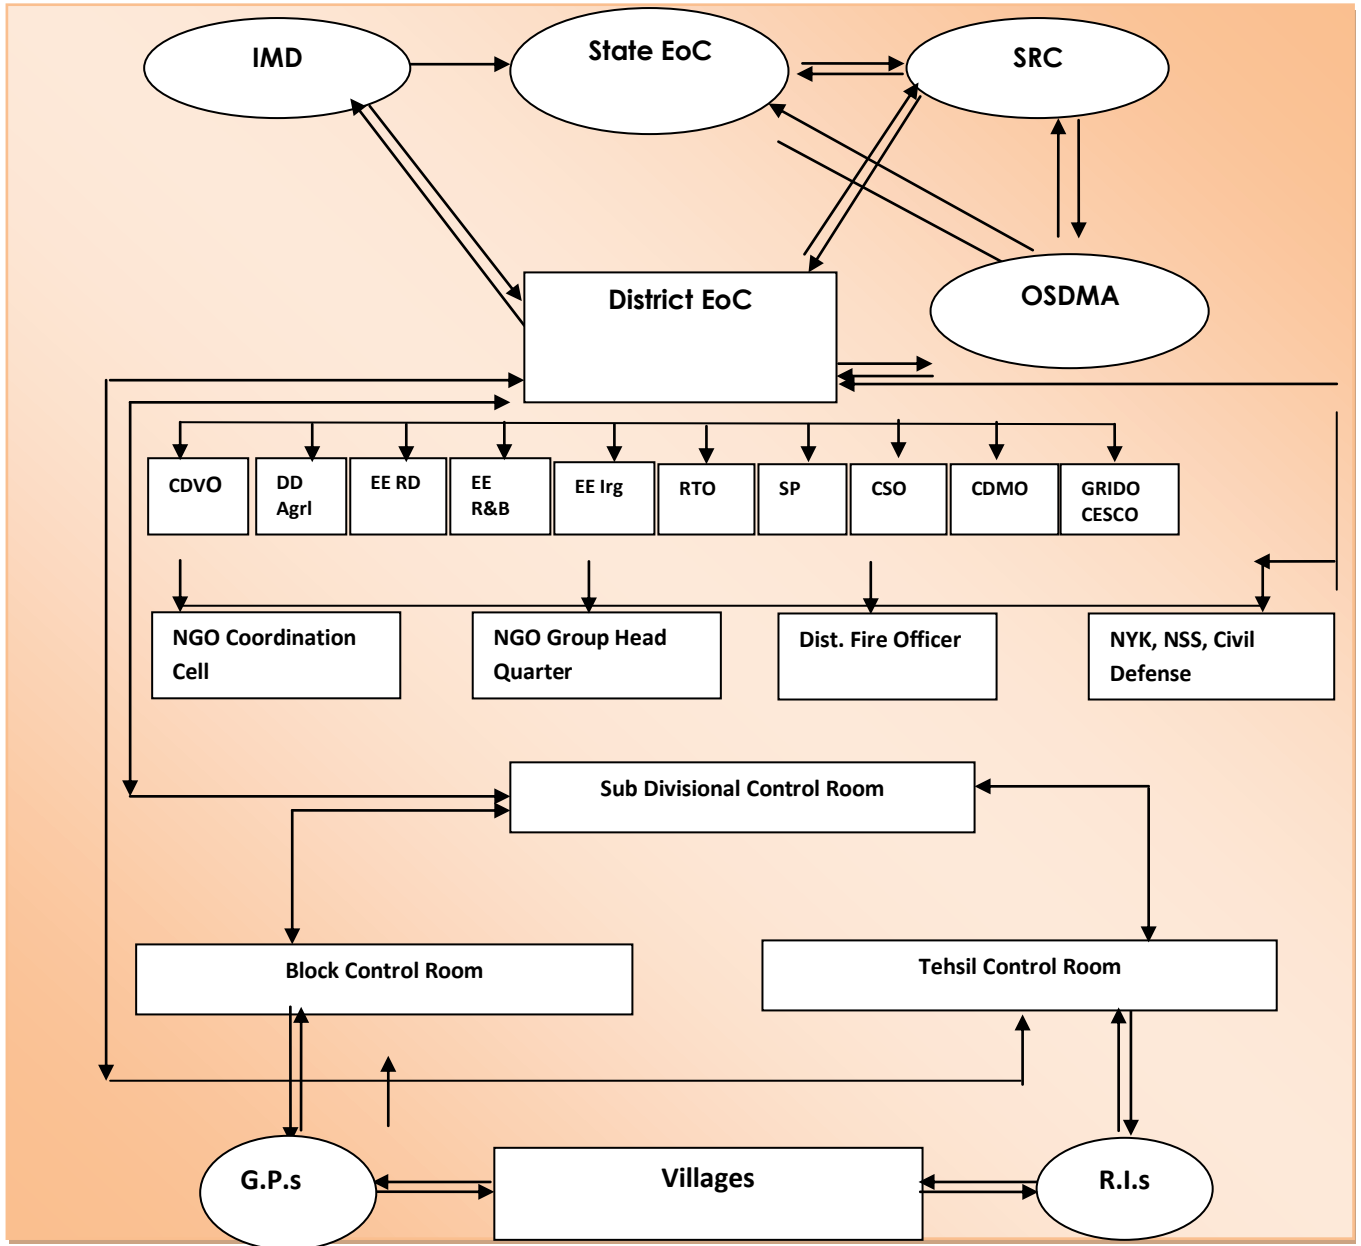 IMD
State EoC
SRC
OSDMA
District EoC
CDVO
DD
Agrl
EE RD
EE
R&B
EE Irg
RTO
SP
CSO
CDMO
GRIDO
CESCO
NGO Coordination
Cell
NGO Group Head
Quarter
Dist. Fire Officer
NYK, NSS, Civil
Defense
Sub Divisional Control Room
Block Control Room
Tehsil Control Room
G.P.s
Villages
R.I.s